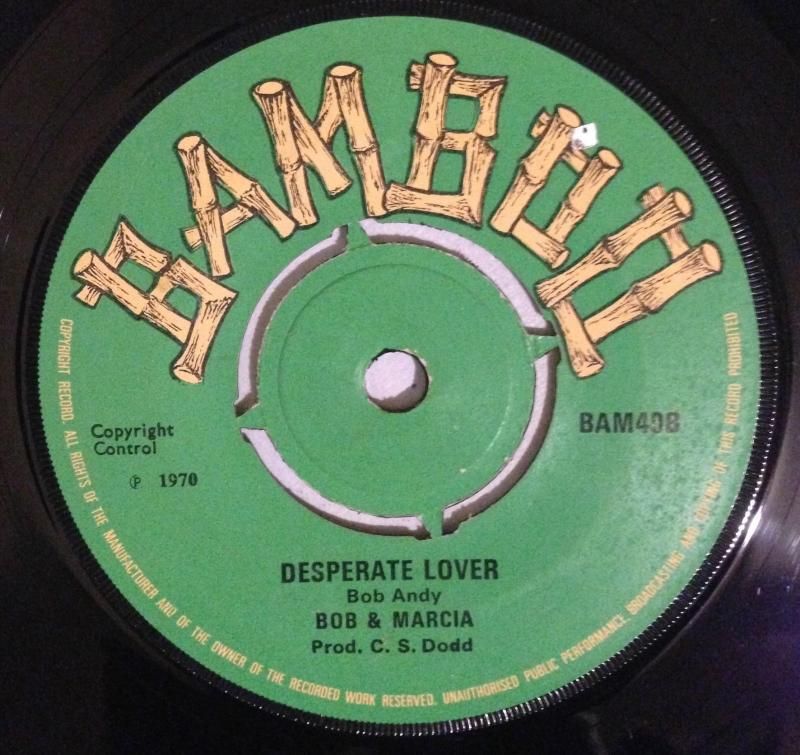 BAMBOO
Copyright
Control
℗ 1970
BAM40B
DESPERATE LOVER
Bob Andy
BOB & MARCIA
Prod. C. S. Dodd
COPYRIGHT RECORD. ALL RIGHTS OF THE MANUFACTURER AND OF THE OWNER OF THE RECORDED WORK RESERVED. UNAUTHORISED PUBLIC PERFORMANCE, BROADCASTING AND COPYING OF THIS RECORD PROHIBITED